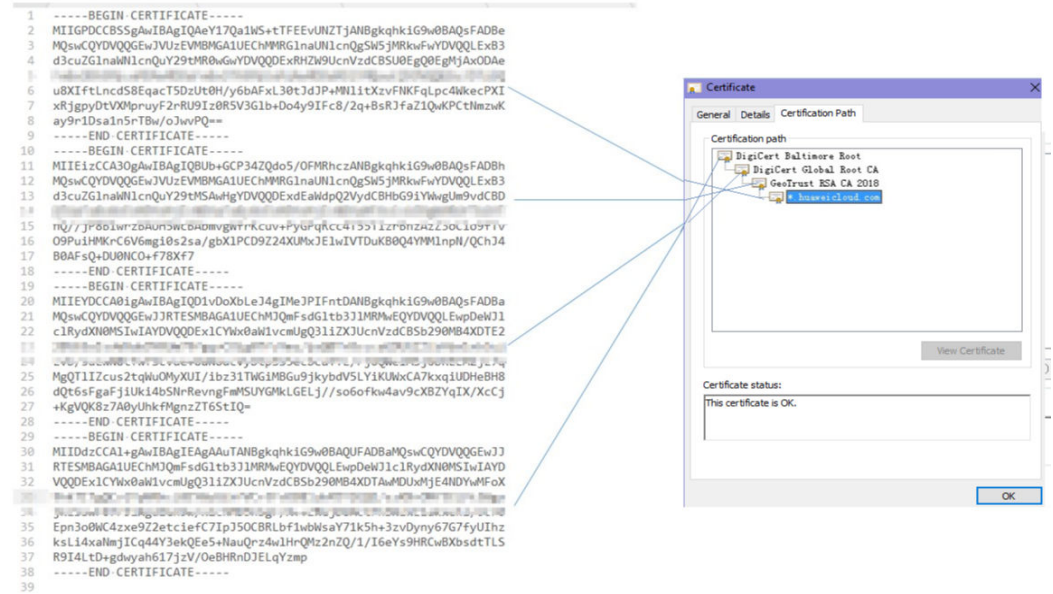 1 -----BEGIN CERTIFICATE-----
2 MIIGPDCCBSSgAwIBAgIQAeY17Qa1WS+tTFEEvUNZTjANBgkqhkiG9w0BAQsFADBe
3 MQswCQYDVQQGEwJVUzEVMBMGA1UEChMMRGlnaUNlcnQgSW5jMRkwFwYDVQQLExB3
4 d3cuZGlnaWNlcnQuY29tMR0wGwYDVQQDExRHZW9UcnVzdCBSU0EgQ0EgMjAxODAe
6 u8XIftLncdS8EqacT5DzUt0H/y6bAFxL30tJdJP+MNlitXzvFNKFqLpc4WkecPXI
7 xRjgpyDtVXMpruyF2rRU9Iz0R5V3Glb+Do4y9IFc8/2q+BsRJfaZ1QwKPCtNmzwK
8 ay9r1Dsa1n5rTBw/oJwvPQ==
9 -----END CERTIFICATE-----
10 -----BEGIN CERTIFICATE-----
11 MIIEizCCA3OgAwIBAgIQBUb+GCP34ZQdo5/OFMRhczANBgkqhkiG9w0BAQsFADBh
12 MQswCQYDVQQGEwJVUzEVMBMGA1UEChMMRGlnaUNlcnQgSW5jMRkwFwYDVQQLExB3
13 d3cuZGlnaWNlcnQuY29tMSAwHgYDVQQDExdEaWdpQ2VydCBHbG9iYWwgUm9vdCBD
15
16 O9PuiHMKrC6V6mgi0s2sa/gbXlPCD9Z24XUMxJElwIVTDuKB0Q4YMMlnpN/QChJ4
17 B0AFsQ+DU0NCO+f78Xf7
18 -----END CERTIFICATE-----
19 -----BEGIN CERTIFICATE-----
20 MIIEYDCCA0igAwIBAgIQD1vDoXbLeJ4gIMeJPIFntDANBgkqhkiG9w0BAQsFADBa
21 MQswCQYDVQQGEwJJRTESMBAGA1UEChMJQmFsdGltb3JlMRMwEQYDVQQLEwpDeWJl
22 clRydXN0MSIwIAYDVQQDExlCYWx0aW1vcmUgQ3liZXJUcnVzdCBSb290MB4XDTE2
25 MgQTlIZcus2tqWuOMyXUI/ibz31TWGiMBGu9jkybdV5LYiKUWxCA7kxqiUDHeBH8
26 dQt6sFgaFjiUki4bSNrRevngFmMSUYGMkLGELj//so6ofkw4av9cXBZYqIX/XcCj
27 +KgVQK8z7A0yUhkfMgnzZT6StIQ=
28 -----END CERTIFICATE-----
29 -----BEGIN CERTIFICATE-----
30 MIIDdzCCAl+gAwIBAgIEAgAAuTANBgkqhkiG9w0BAQUFADBaMQswCQYDVQQGEwJJ
31 RTESMBAGA1UEChMJQmFsdGltb3JlMRMwEQYDVQQLEwpDeWJlclRydXN0MSIwIAYD
32 VQQDExlCYWx0aW1vcmUgQ3liZXJUcnVzdCBSb290MB4XDTAwMDUxMjE4NDYwMFoX
35 Epn3o0WC4zxe9Z2etciefC7IpJ5OCBRLbf1wbWsaY71k5h+3zvDyny67G7fyUIhz
36 ksLi4xaNmjICq44Y3ekQEe5+NauQrz4wlHrQMz2nZQ/1/I6eYs9HRCwBXbsdtTLS
37 R9I4LtD+gdwyah617jzV/OeBHRnDJELqYzmp
38 -----END CERTIFICATE-----
39
Certificate
General Details Certification Path
Certification path
DigiCert Baltimore Root
DigiCert Global Root CA
GeoTrust RSA CA 2018
*.huaweicloud.com
View Certificate
Certificate status:
This certificate is OK.
OK